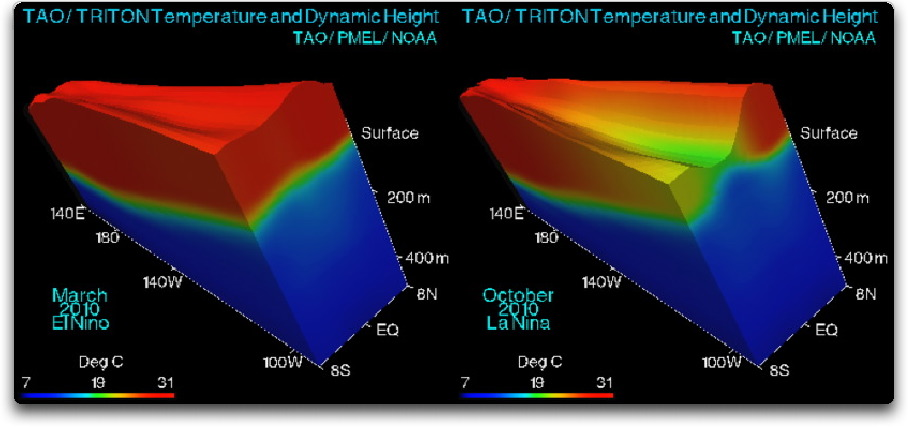 TAO/ TRITON Temperature and Dynamic Height
TAO/ PMEL/ NOAA
Surface
200 m
400 m
140E
180
140W
100W
8N
EQ
8S
March
2010
El Nino
Deg C
7 19 31
TAO/ TRITON Temperature and Dynamic Height
TAO/ PMEL/ NOAA
Surface
200 m
400 m
140E
180
140W
100W
8N
EQ
8S
October
2010
La Nina
Deg C
7 19 31